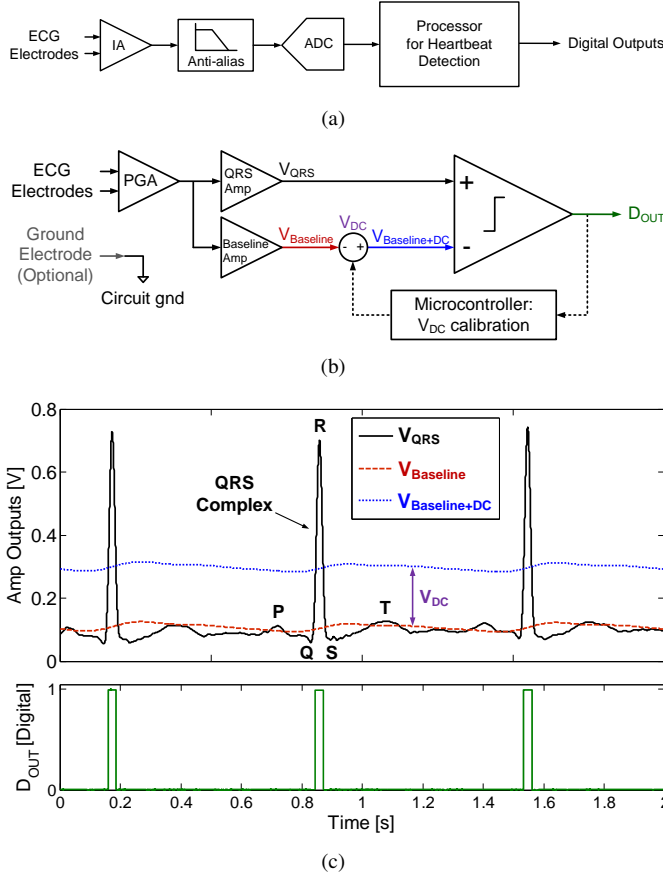 ECG
Electrodes
IA
Anti-alias
ADC
Processor
for Heartbeat
Detection
Digital Outputs
(a)
ECG
Electrodes
PGA
QRS
Amp
V_QRS
Baseline
Amp
V_Baseline
V_DC
- +
V_Baseline+DC
+
-
D_OUT
Ground
Electrode
(Optional)
Circuit gnd
Microcontroller:
V_DC calibration
(b)
Amp Outputs [V]
0.8
0.6
0.4
0.2
0
R
QRS
Complex
P
Q
S
T
V_DC
V_QRS
V_Baseline
V_Baseline+DC
D_OUT [Digital]
1
0
0 0.2 0.4 0.6 0.8 1 1.2 1.4 1.6 1.8 2
Time [s]
(c)